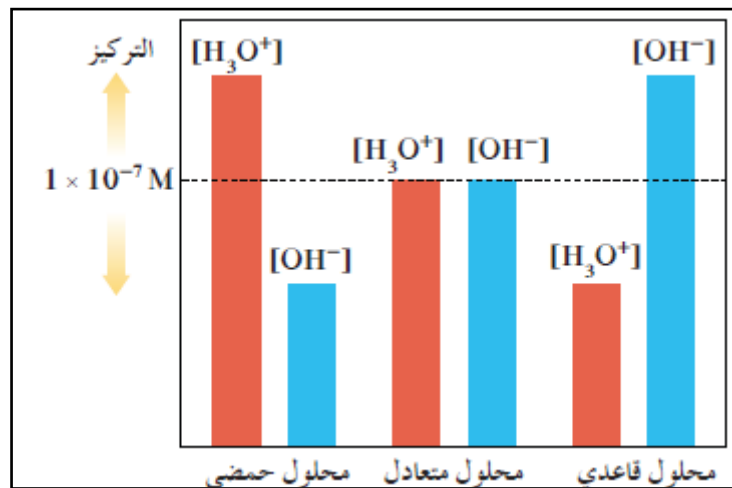 التركيز
[H₃O⁺]
[OH⁻]
[H₃O⁺]
[OH⁻]
1 × 10⁻⁷ M
[OH⁻]
[H₃O⁺]
محلول حمضي
محلول متعادل
محلول قاعدي